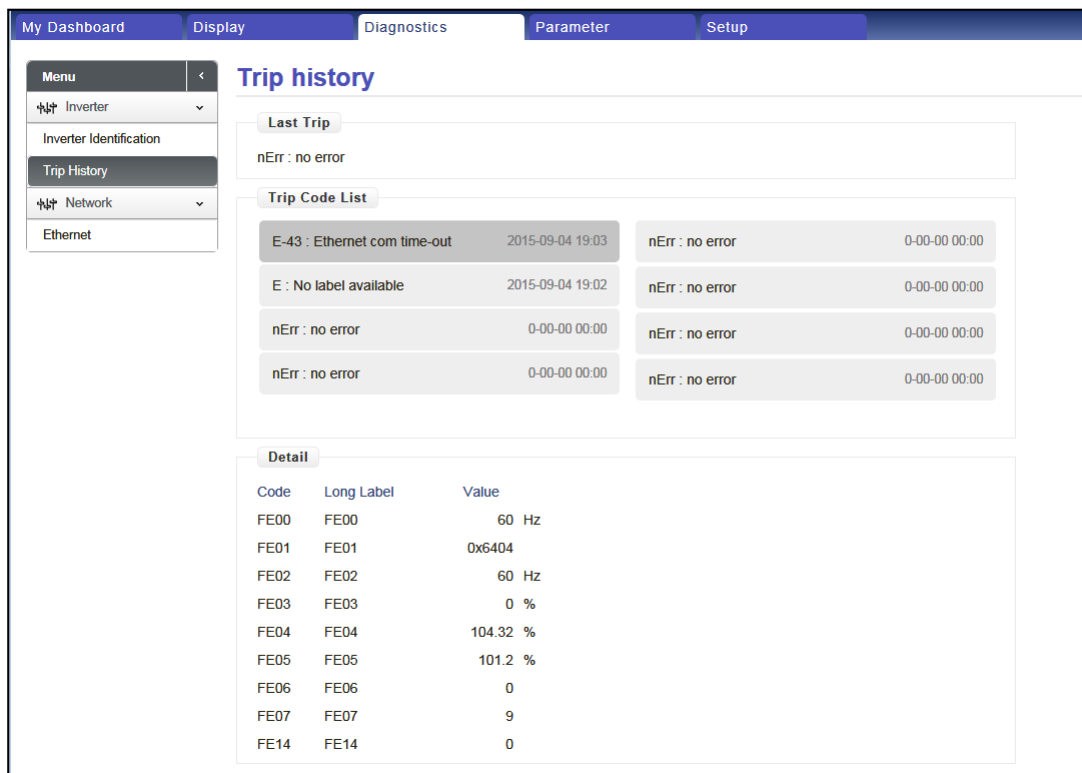 My Dashboard Display Diagnostics Parameter Setup
Menu
Inverter
Inverter Identification
Trip History
Network
Ethernet
Trip history
Last Trip
nErr : no error
Trip Code List
E-43 : Ethernet com time-out 2015-09-04 19:03
E : No label available 2015-09-04 19:02
nErr : no error 0-00-00 00:00
nErr : no error 0-00-00 00:00
nErr : no error 0-00-00 00:00
nErr : no error 0-00-00 00:00
nErr : no error 0-00-00 00:00
nErr : no error 0-00-00 00:00
Detail
Code Long Label Value
FE00 FE00 60 Hz
FE01 FE01 0x6404
FE02 FE02 60 Hz
FE03 FE03 0 %
FE04 FE04 104.32 %
FE05 FE05 101.2 %
FE06 FE06 0
FE07 FE07 9
FE14 FE14 0